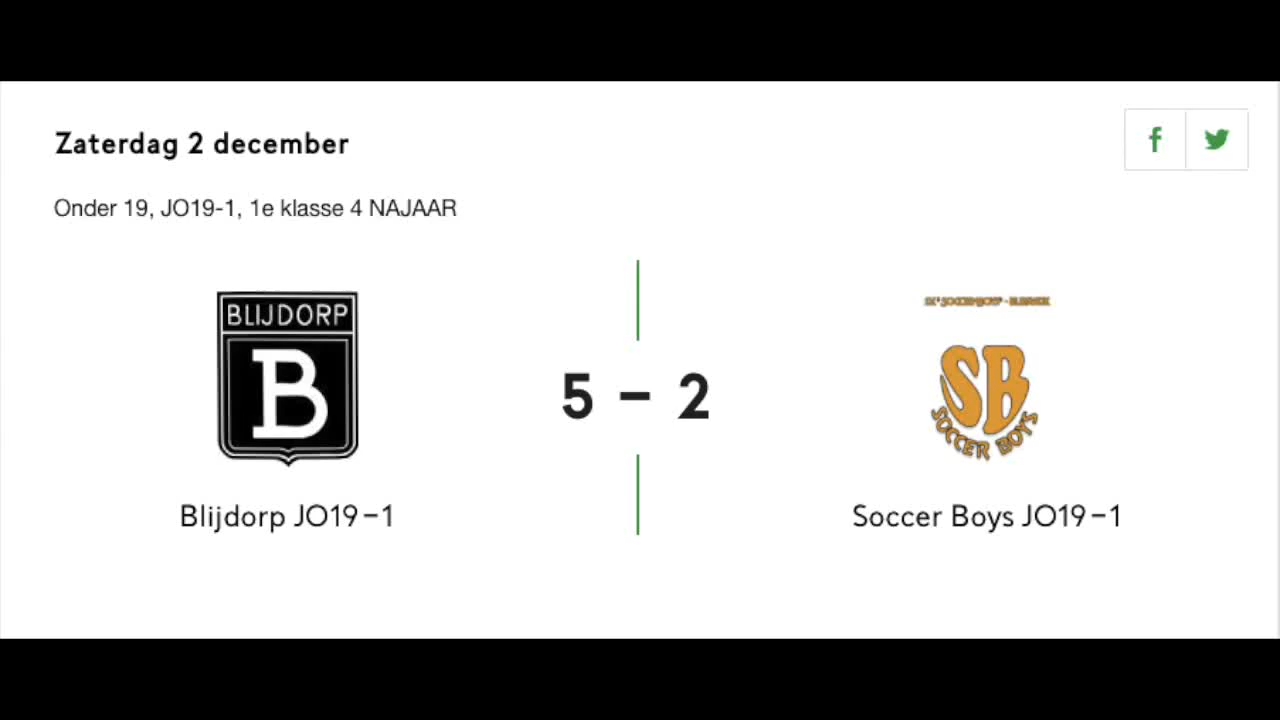 Zaterdag 2 december
Onder 19, JO19-1, 1e klasse 4 NAJAAR
BLIJDORP
B
5 – 2
SB
SOCCER BOYS
Blijdorp JO19-1
Soccer Boys JO19-1